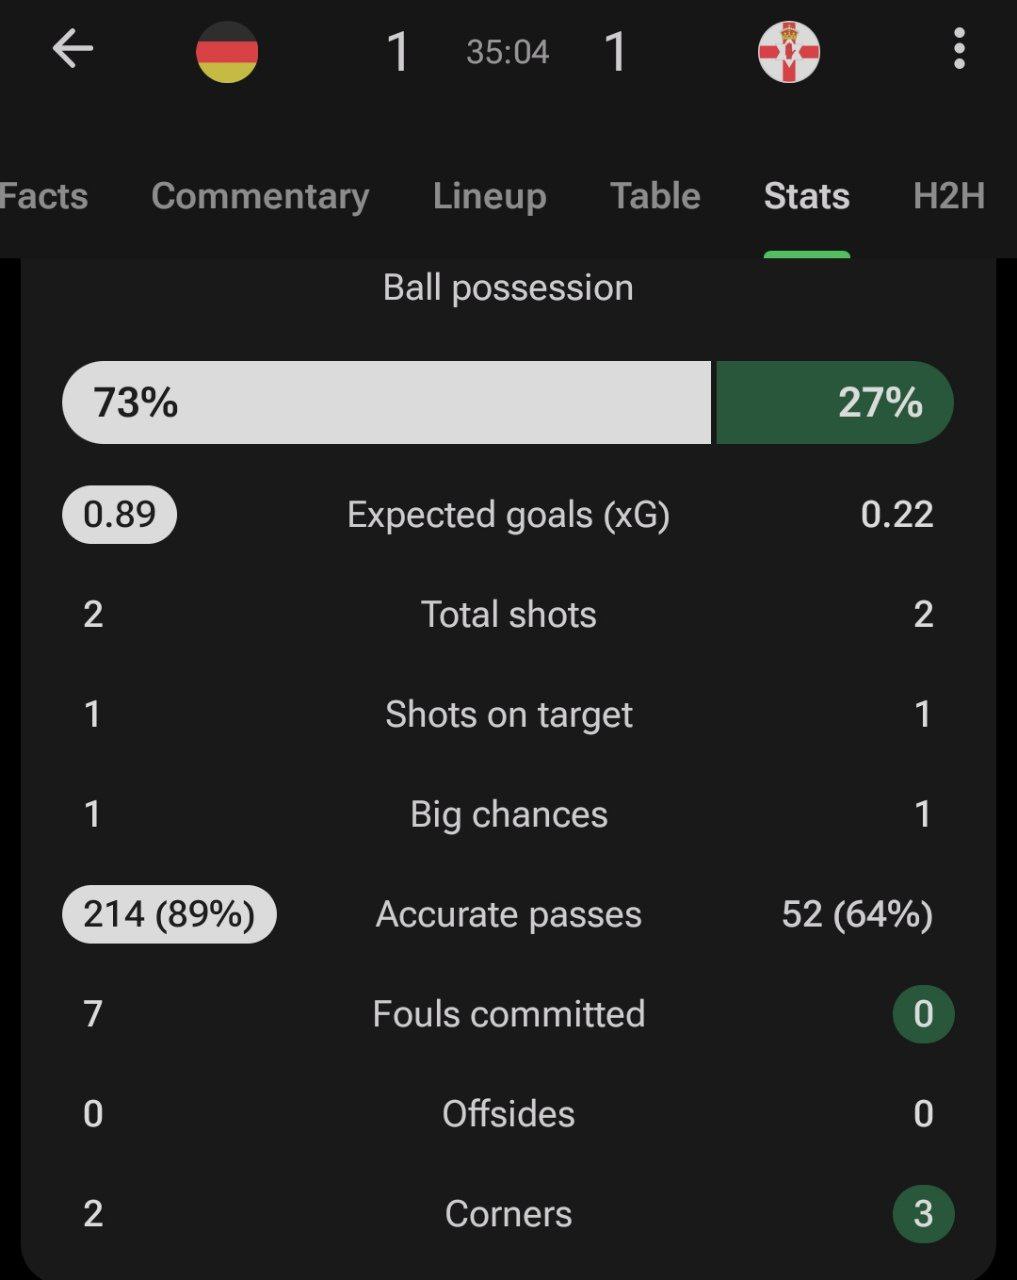 1 35:04 1
Facts Commentary Lineup Table Stats H2H
Ball possession
73% 27%
0.89 Expected goals (xG) 0.22
2 Total shots 2
1 Shots on target 1
1 Big chances 1
214 (89%) Accurate passes 52 (64%)
7 Fouls committed 0
0 Offsides 0
2 Corners 3